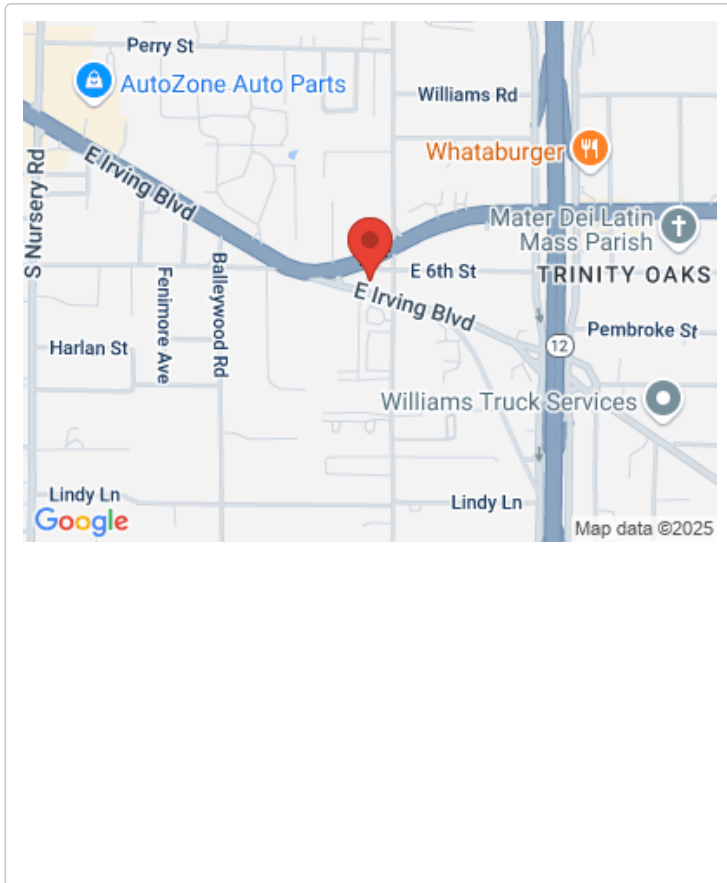 Perry St
AutoZone Auto Parts
Williams Rd
Whataburger
E Irving Blvd
S Nursery Rd
Mater Dei Latin
Mass Parish
E 6th St
TRINITY OAKS
Fenimore Ave
Balleywood Rd
E Irving Blvd
Pembroke St
12
Harlan St
Williams Truck Services
Lindy Ln
Lindy Ln
Google
Map data ©2025